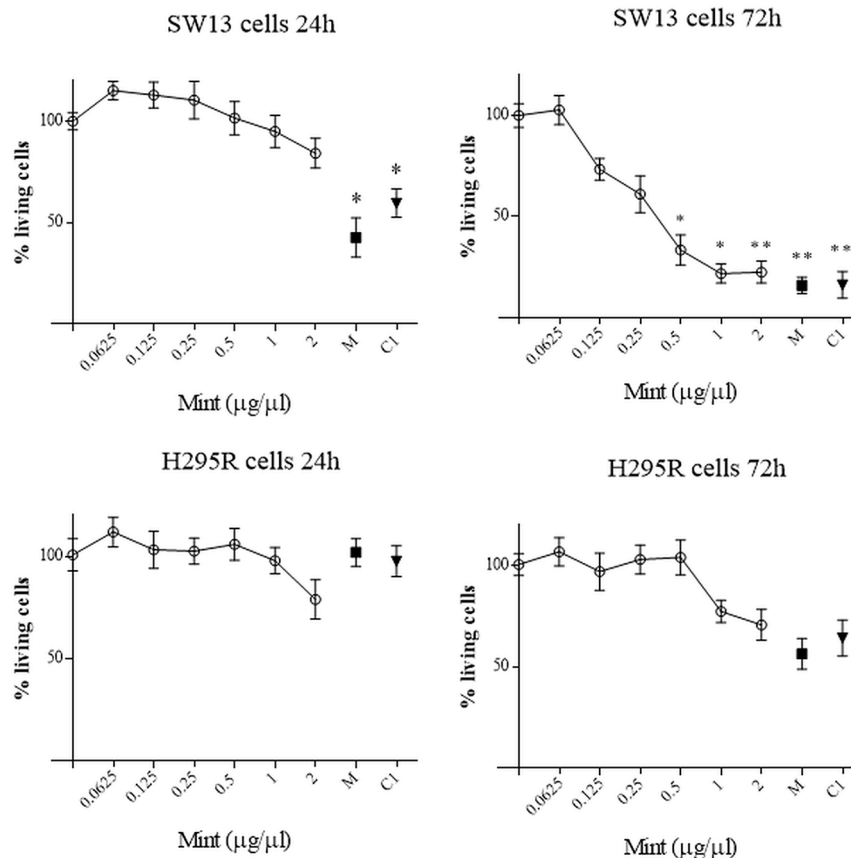 SW13 cells 24h
% living cells
100
50
*
*
0.0625
0.125
0.25
0.5
1
2
M
C1
Mint (μg/μl)
SW13 cells 72h
% living cells
100
50
*
*
**
**
**
0.0625
0.125
0.25
0.5
1
2
M
C1
Mint (μg/μl)
H295R cells 24h
% living cells
100
50
0.0625
0.125
0.25
0.5
1
2
M
C1
Mint (μg/μl)
H295R cells 72h
% living cells
100
50
0.0625
0.125
0.25
0.5
1
2
M
C1
Mint (μg/μl)